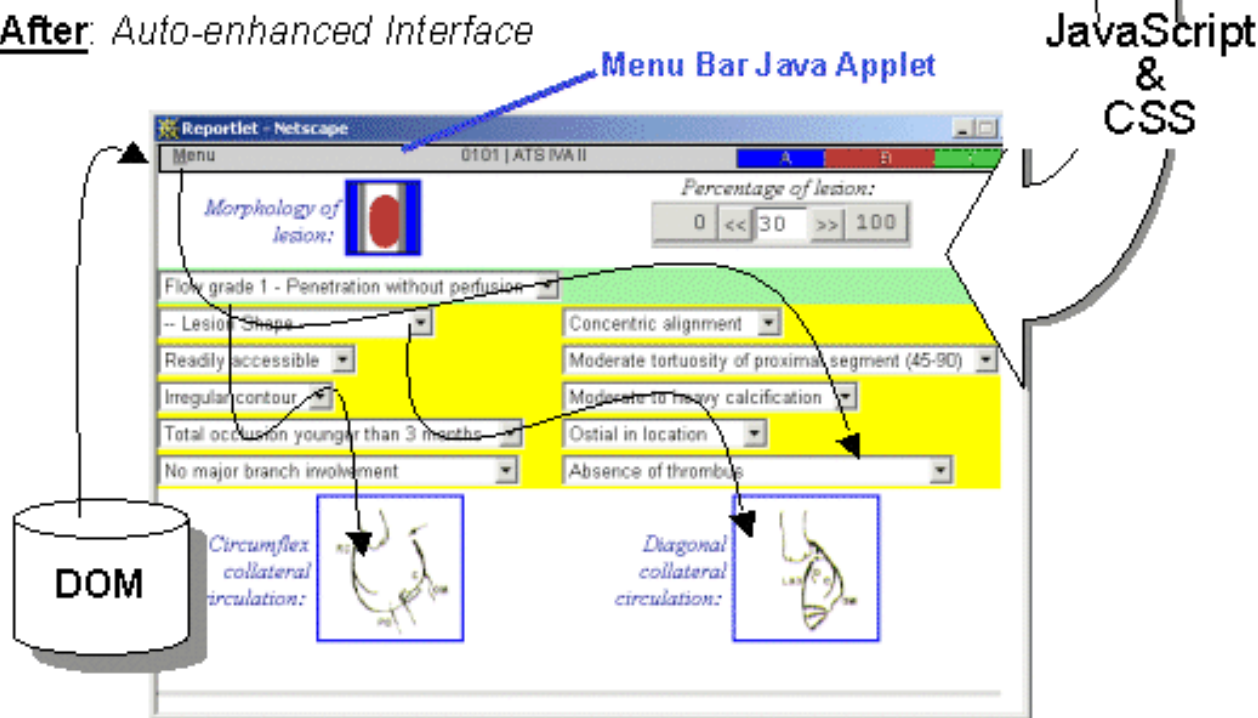 After: Auto-enhanced Interface
JavaScript
&
CSS
Menu Bar Java Applet
Reportlet - Netscape
Menu 0101 | ATS IVA II A B
Morphology of
lesion:
Percentage of lesion:
0 << 30 >> 100
Flow grade 1 - Penetration without perfusion
-- Lesion Shape
Concentric alignment
Readily accessible
Moderate tortuosity of proximal segment (45-90)
Irregular contour
Moderate to heavy calcification
Total occlusion younger than 3 months
Ostial in location
No major branch involvement
Absence of thrombus
DOM
Circumflex
collateral
circulation:
Diagonal
collateral
circulation: